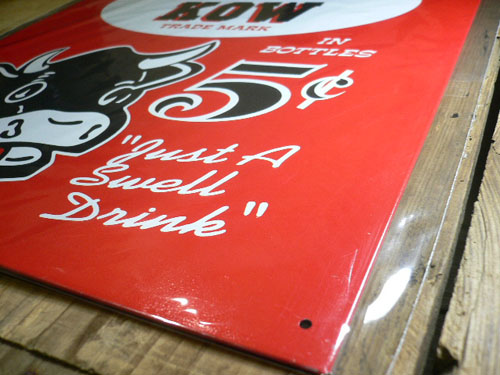 KOW
TRADE MARK
IN
BOTTLES
5¢
"Just A
Swell
Drink"